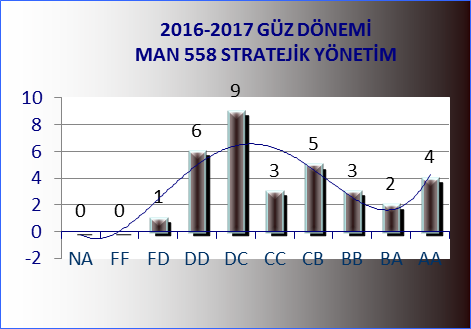 2016-2017 GÜZ DÖNEMİ
MAN 558 STRATEJİK YÖNETİM
10
8
6
4
2
0
-2
0 0 1 6 9 3 5 3 2 4
NA FF FD DD DC CC CB BB BA AA